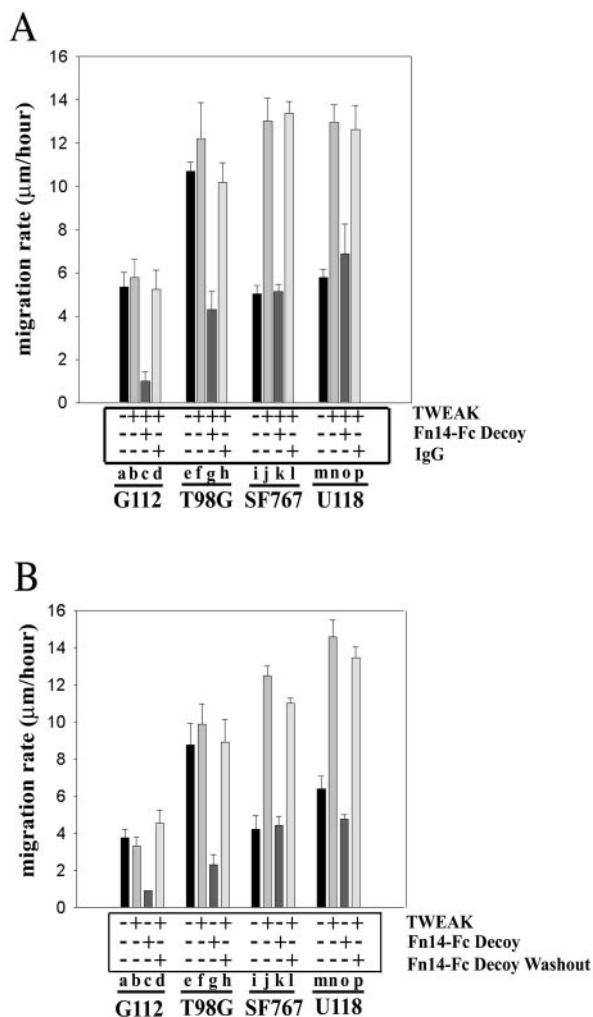 A
migration rate (μm/hour)
16
14
12
10
8
6
4
2
0
-+++ -+++ -+++ -+++ TWEAK
--+- --+- --+- --+- Fn14-Fc Decoy
---+ ---+ ---+ ---+ IgG
abcd efgh ijkl mnop
G112 T98G SF767 U118
B
migration rate (μm/hour)
16
14
12
10
8
6
4
2
0
-+-+ -+-+ -+-+ -+-+ TWEAK
--+- --+- --+- --+- Fn14-Fc Decoy
---+ ---+ ---+ ---+ Fn14-Fc Decoy Washout
abcd efgh ijkl mnop
G112 T98G SF767 U118